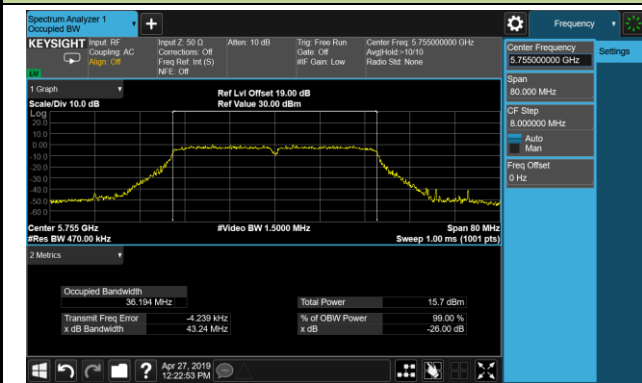 Spectrum Analyzer 1
Occupied BW
+
Frequency
KEYSIGHT
Input: RF
Coupling: AC
Align: Off
Input Z: 50 Ω
Corrections: Off
Freq Ref: Int (S)
NFE: Off
Atten: 10 dB
Trig: Free Run
Gate: Off
#IF Gain: Low
Center Freq: 5.755000000 GHz
Avg|Hold:>10/10
Radio Std: None
Center Frequency
5.755000000 GHz
Settings
Span
80.000 MHz
CF Step
8.000000 MHz
Auto
Man
Freq Offset
0 Hz
1 Graph
Scale/Div 10.0 dB
Ref Lvl Offset 19.00 dB
Ref Value 30.00 dBm
Log
20.0
10.0
0.00
-10.0
-20.0
-30.0
-40.0
-50.0
-60.0
Center 5.755 GHz
#Res BW 470.00 kHz
#Video BW 1.5000 MHz
Span 80 MHz
Sweep 1.00 ms (1001 pts)
2 Metrics
Occupied Bandwidth
36.194 MHz
Total Power 15.7 dBm
Transmit Freq Error -4.239 kHz
% of OBW Power 99.00 %
x dB Bandwidth 43.24 MHz
x dB -26.00 dB
?
Apr 27, 2019
12:22:53 PM